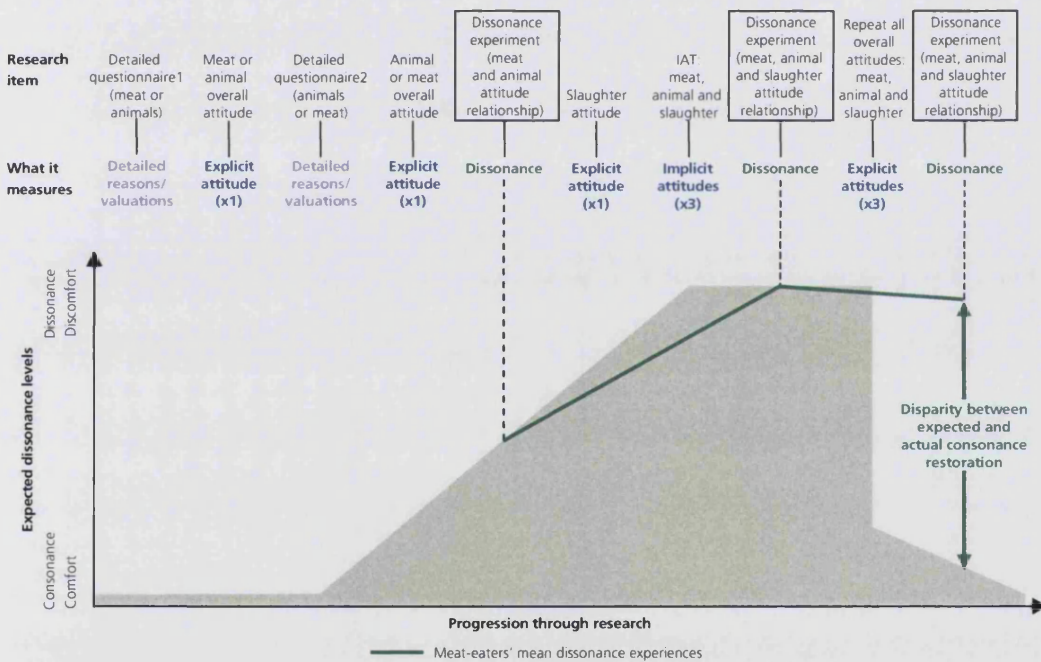 Research
item
Detailed
questionnaire1
(meat or
animals)
Meat or
animal
overall
attitude
Detailed
questionnaire2
(animals
or meat)
Animal
or meat
overall
attitude
Dissonance
experiment
(meat
and animal
attitude
relationship)
Slaughter
attitude
IAT:
meat,
animal and
slaughter
Dissonance
experiment
(meat, animal
and slaughter
attitude
relationship)
Repeat all
overall
attitudes:
meat,
animal and
slaughter
Dissonance
experiment
(meat, animal
and slaughter
attitude
relationship)
What it
measures
Detailed
reasons/
valuations
Explicit
attitude
(x1)
Detailed
reasons/
valuations
Explicit
attitude
(x1)
Dissonance
Explicit
attitude
(x1)
Implicit
attitudes
(x3)
Dissonance
Explicit
attitudes
(x3)
Dissonance
Expected dissonance levels
Dissonance
Discomfort
Consonance
Comfort
Disparity between
expected and
actual consonance
restoration
Progression through research
Meat-eaters' mean dissonance experiences